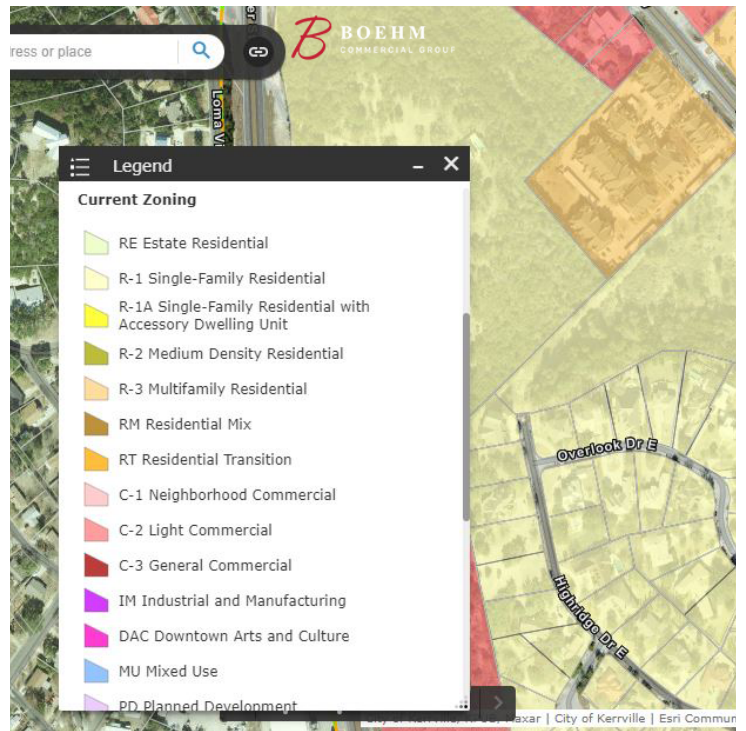 ress or place
BOEHM
COMMERCIAL GROUP
Loma Vi
Legend
Current Zoning
RE Estate Residential
R-1 Single-Family Residential
R-1A Single-Family Residential with
Accessory Dwelling Unit
R-2 Medium Density Residential
R-3 Multifamily Residential
RM Residential Mix
RT Residential Transition
C-1 Neighborhood Commercial
C-2 Light Commercial
C-3 General Commercial
IM Industrial and Manufacturing
DAC Downtown Arts and Culture
MU Mixed Use
PD Planned Development
Overlook Dr E
Highridge Dr E
axar | City of Kerrville | Esri Commun